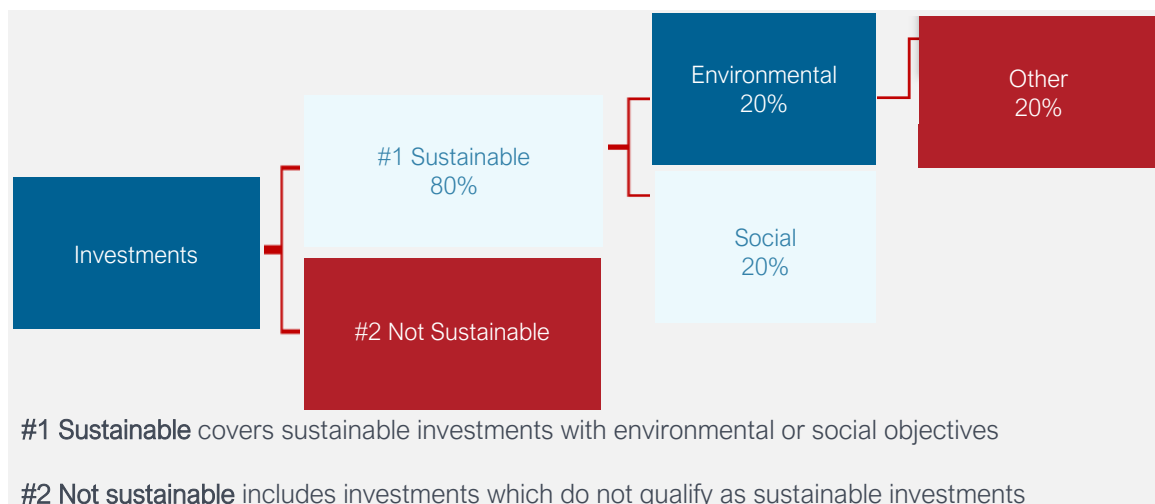 Environmental
20%
Other
20%
#1 Sustainable
80%
Investments
Social
20%
#2 Not Sustainable
#1 Sustainable covers sustainable investments with environmental or social objectives
#2 Not sustainable includes investments which do not qualify as sustainable investments